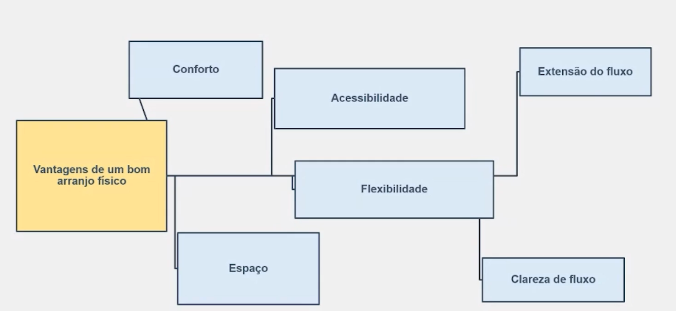 Conforto
Acessibilidade
Extensão do fluxo
Vantagens de um bom
arranjo físico
Flexibilidade
Espaço
Clareza de fluxo